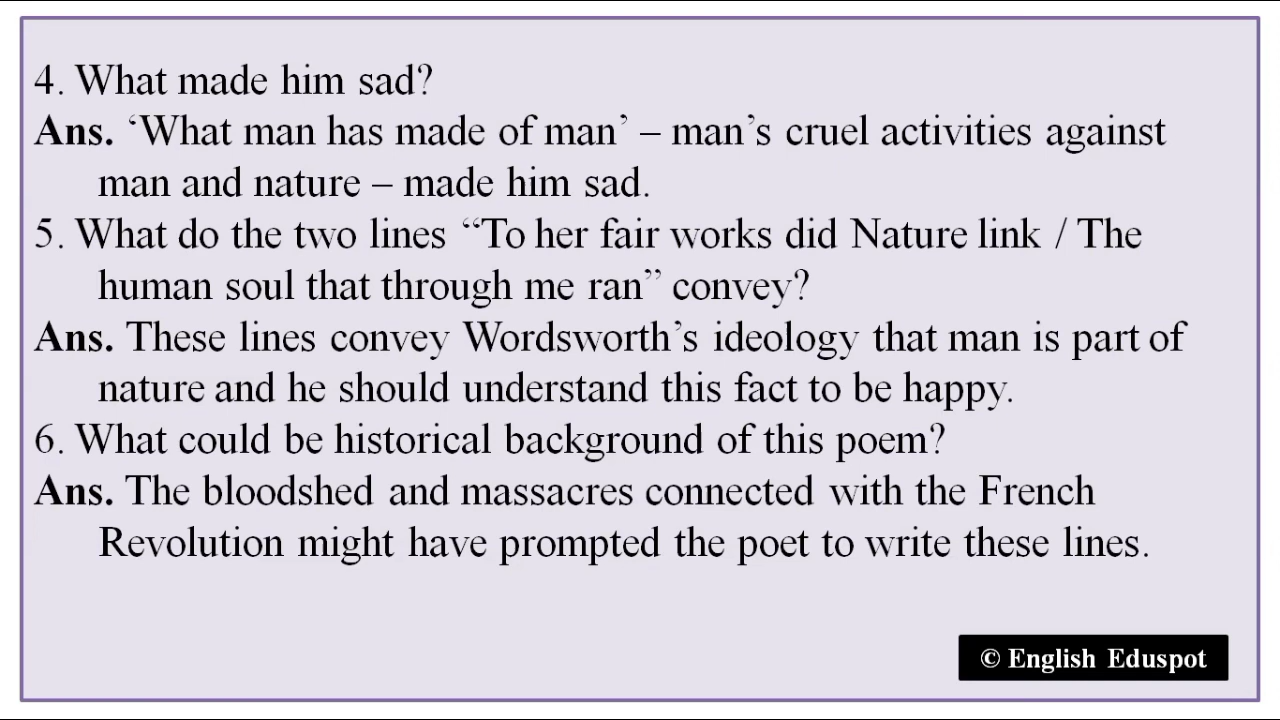 4. What made him sad?
Ans. ‘What man has made of man’ – man’s cruel activities against
man and nature – made him sad.
5. What do the two lines “To her fair works did Nature link / The
human soul that through me ran” convey?
Ans. These lines convey Wordsworth’s ideology that man is part of
nature and he should understand this fact to be happy.
6. What could be historical background of this poem?
Ans. The bloodshed and massacres connected with the French
Revolution might have prompted the poet to write these lines.
© English Eduspot